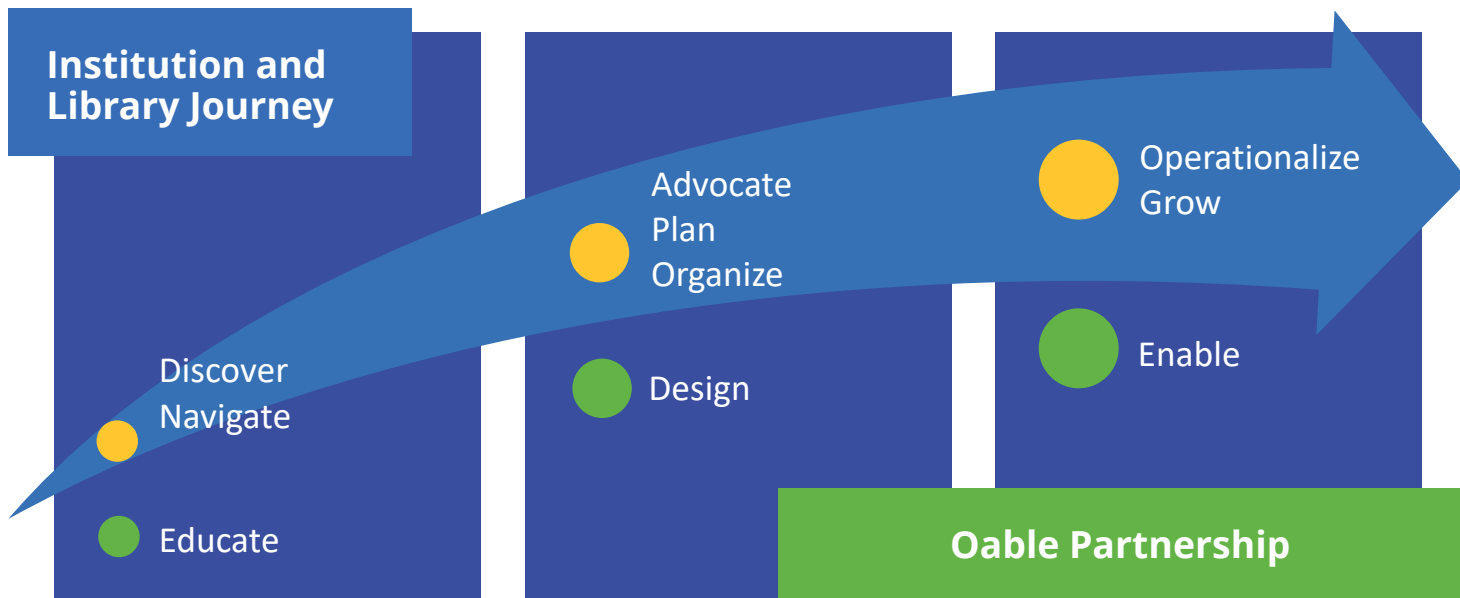 Institution and
Library Journey
Discover
Navigate
Educate
Advocate
Plan
Organize
Design
Operationalize
Grow
Enable
Oable Partnership